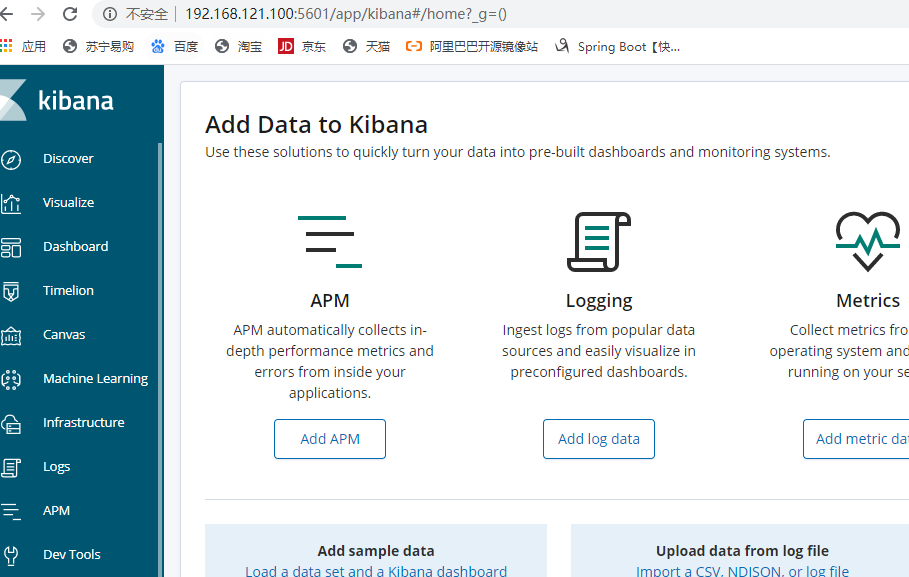 不安全 192.168.121.100:5601/app/kibana#/home?_g=()
应用 苏宁易购 百度 淘宝 JD 京东 天猫 阿里巴巴开源镜像站 Spring Boot【快...
kibana
Discover
Visualize
Dashboard
Timelion
Canvas
Machine Learning
Infrastructure
Logs
APM
Dev Tools
Add Data to Kibana
Use these solutions to quickly turn your data into pre-built dashboards and monitoring systems.
APM
APM automatically collects in-
depth performance metrics and
errors from inside your
applications.
Add APM
Logging
Ingest logs from popular data
sources and easily visualize in
preconfigured dashboards.
Add log data
Metrics
Collect metrics fro
operating system and
running on your se
Add metric dat
Add sample data
Load a data set and a Kibana dashboard
Upload data from log file
Import a CSV, NDJSON, or log file